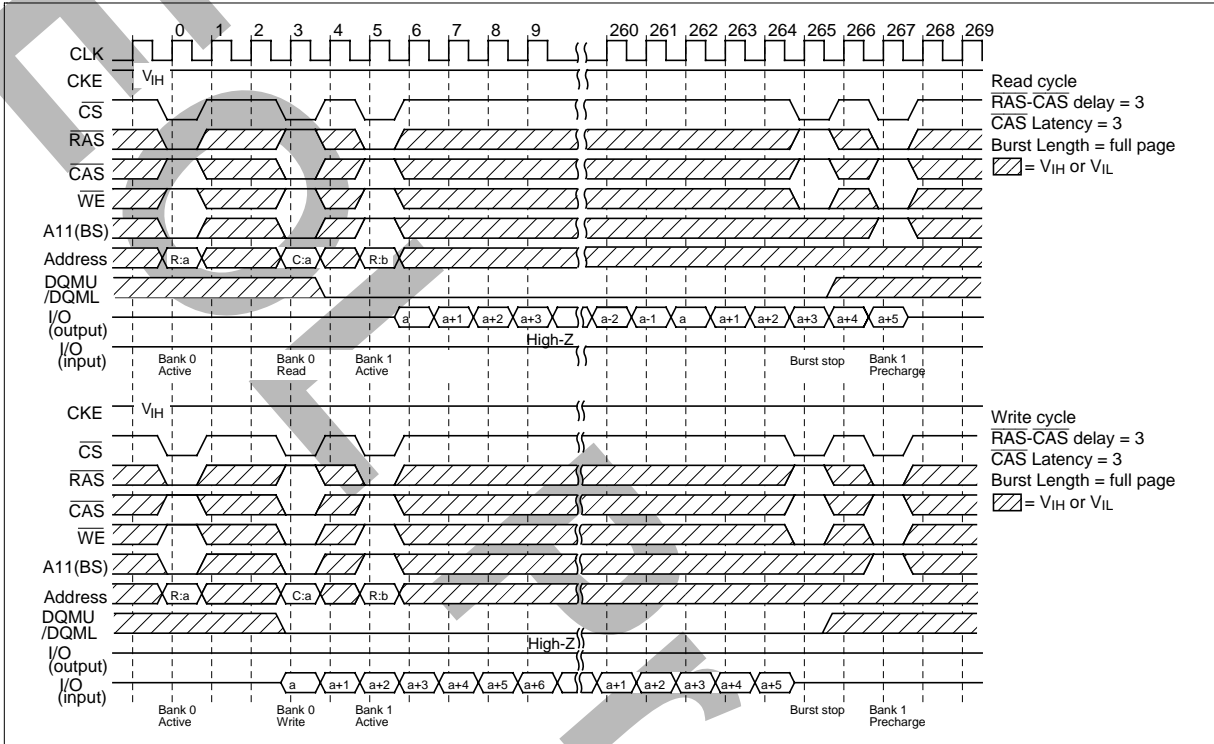 0 1 2 3 4 5 6 7 8 9 260 261 262 263 264 265 266 267 268 269
CLK
CKE VIH
CS
RAS
CAS
WE
A11(BS)
Address R:a C:a R:b
DQMU
/DQML
I/O
(output) a a+1 a+2 a+3 a-2 a-1 a a+1 a+2 a+3 a+4 a+5
High-Z
I/O
(input)
Bank 0
Active
Bank 0
Read
Bank 1
Active
Burst stop
Bank 1
Precharge
Read cycle
RAS-CAS delay = 3
CAS Latency = 3
Burst Length = full page
= VIH or VIL
CKE VIH
CS
RAS
CAS
WE
A11(BS)
Address R:a C:a R:b
DQMU
/DQML
High-Z
I/O
(output)
I/O
(input) a a+1 a+2 a+3 a+4 a+5 a+6 a+1 a+2 a+3 a+4 a+5
Bank 0
Active
Bank 0
Write
Bank 1
Active
Burst stop
Bank 1
Precharge
Write cycle
RAS-CAS delay = 3
CAS Latency = 3
Burst Length = full page
= VIH or VIL